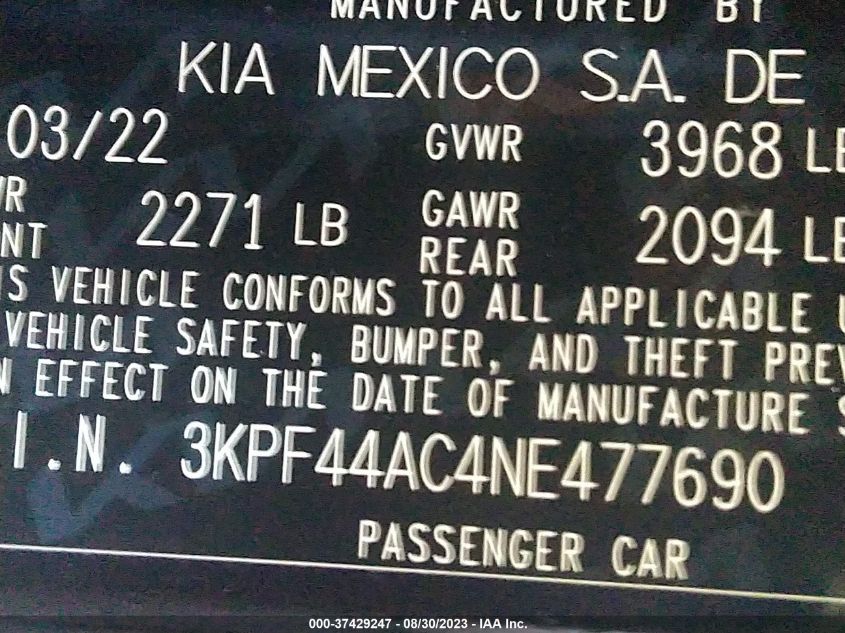 MANUFACTURED BY
KIA MEXICO S.A. DE
03/22 GVWR 3968 LB
2271 LB GAWR REAR 2094 LB
VEHICLE CONFORMS TO ALL APPLICABLE
VEHICLE SAFETY, BUMPER, AND THEFT
EFFECT ON THE DATE OF MANUFACTURE
I.N. 3KPF44AC4NE477690
PASSENGER CAR
000-37429247 - 08/30/2023 - IAA Inc.